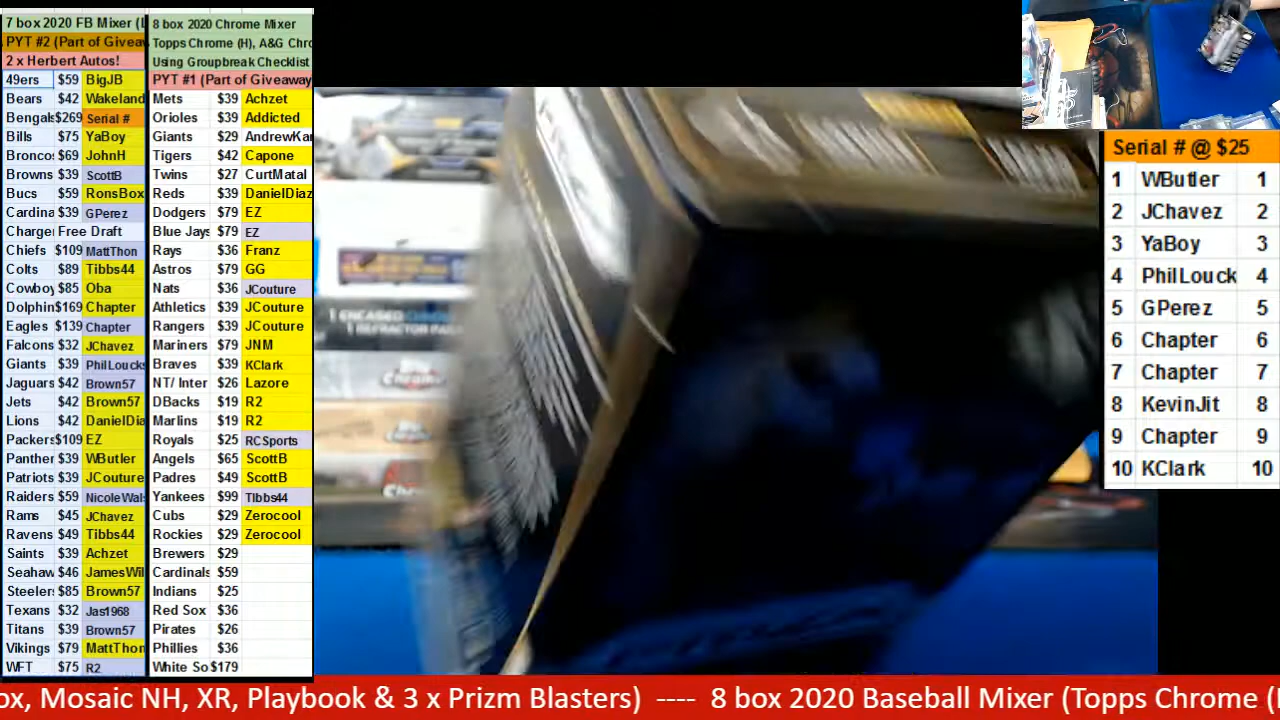 7 box 2020 FB Mixer (L
PYT #2 (Part of Giveaw
2 x Herbert Autos!
49ers $59 BigJB
Bears $42 Wakeland
Bengals $269 Serial #
Bills $75 YaBoy
Broncos $69 JohnH
Browns $39 ScottB
Bucs $59 RonsBox
Cardina $39 GPerez
Charger Free Draft
Chiefs $109 MattThon
Colts $89 Tibbs44
Cowboy $85 Oba
Dolphin $169 Chapter
Eagles $139 Chapter
Falcons $32 JChavez
Giants $39 PhilLoucks
Jaguars $42 Brown57
Jets $42 Brown57
Lions $42 DanielDia
Packers $109 EZ
Panther $39 WButler
Patriots $39 JCouture
Raiders $59 NicoleWal
Rams $45 JChavez
Ravens $49 Tibbs44
Saints $39 Achzet
Seahaw $46 JamesWil
Steelers $85 Brown57
Texans $32 Jas1968
Titans $39 Brown57
Vikings $79 MattThon
WFT $75 R2
8 box 2020 Chrome Mixer
Topps Chrome (H), A&G Chro
Using Groupbreak Checklist
PYT #1 (Part of Giveaway
Mets $39 Achzet
Orioles $39 Addicted
Giants $29 AndrewKar
Tigers $42 Capone
Twins $27 CurtMatal
Reds $39 DanielDiaz
Dodgers $79 EZ
Blue Jays $79 EZ
Rays $36 Franz
Astros $79 GG
Nats $36 JCouture
Athletics $39 JCouture
Rangers $39 JCouture
Mariners $79 JNM
Braves $39 KClark
NT/ Inter $26 Lazore
DBacks $19 R2
Marlins $19 R2
Royals $25 RCSports
Angels $65 ScottB
Padres $49 ScottB
Yankees $99 TIbbs44
Cubs $29 Zerocool
Rockies $29 Zerocool
Brewers $29
Cardinals $59
Indians $25
Red Sox $36
Pirates $26
Phillies $36
White So $179
1 ENCASED
1 REFRACTOR
Serial # @ $25
1 WButler 1
2 JChavez 2
3 YaBoy 3
4 PhilLouck 4
5 GPerez 5
6 Chapter 6
7 Chapter 7
8 KevinJit 8
9 Chapter 9
10 KClark 10
ox, Mosaic NH, XR, Playbook & 3 x Prizm Blasters) ---- 8 box 2020 Baseball Mixer (Topps Chrome (